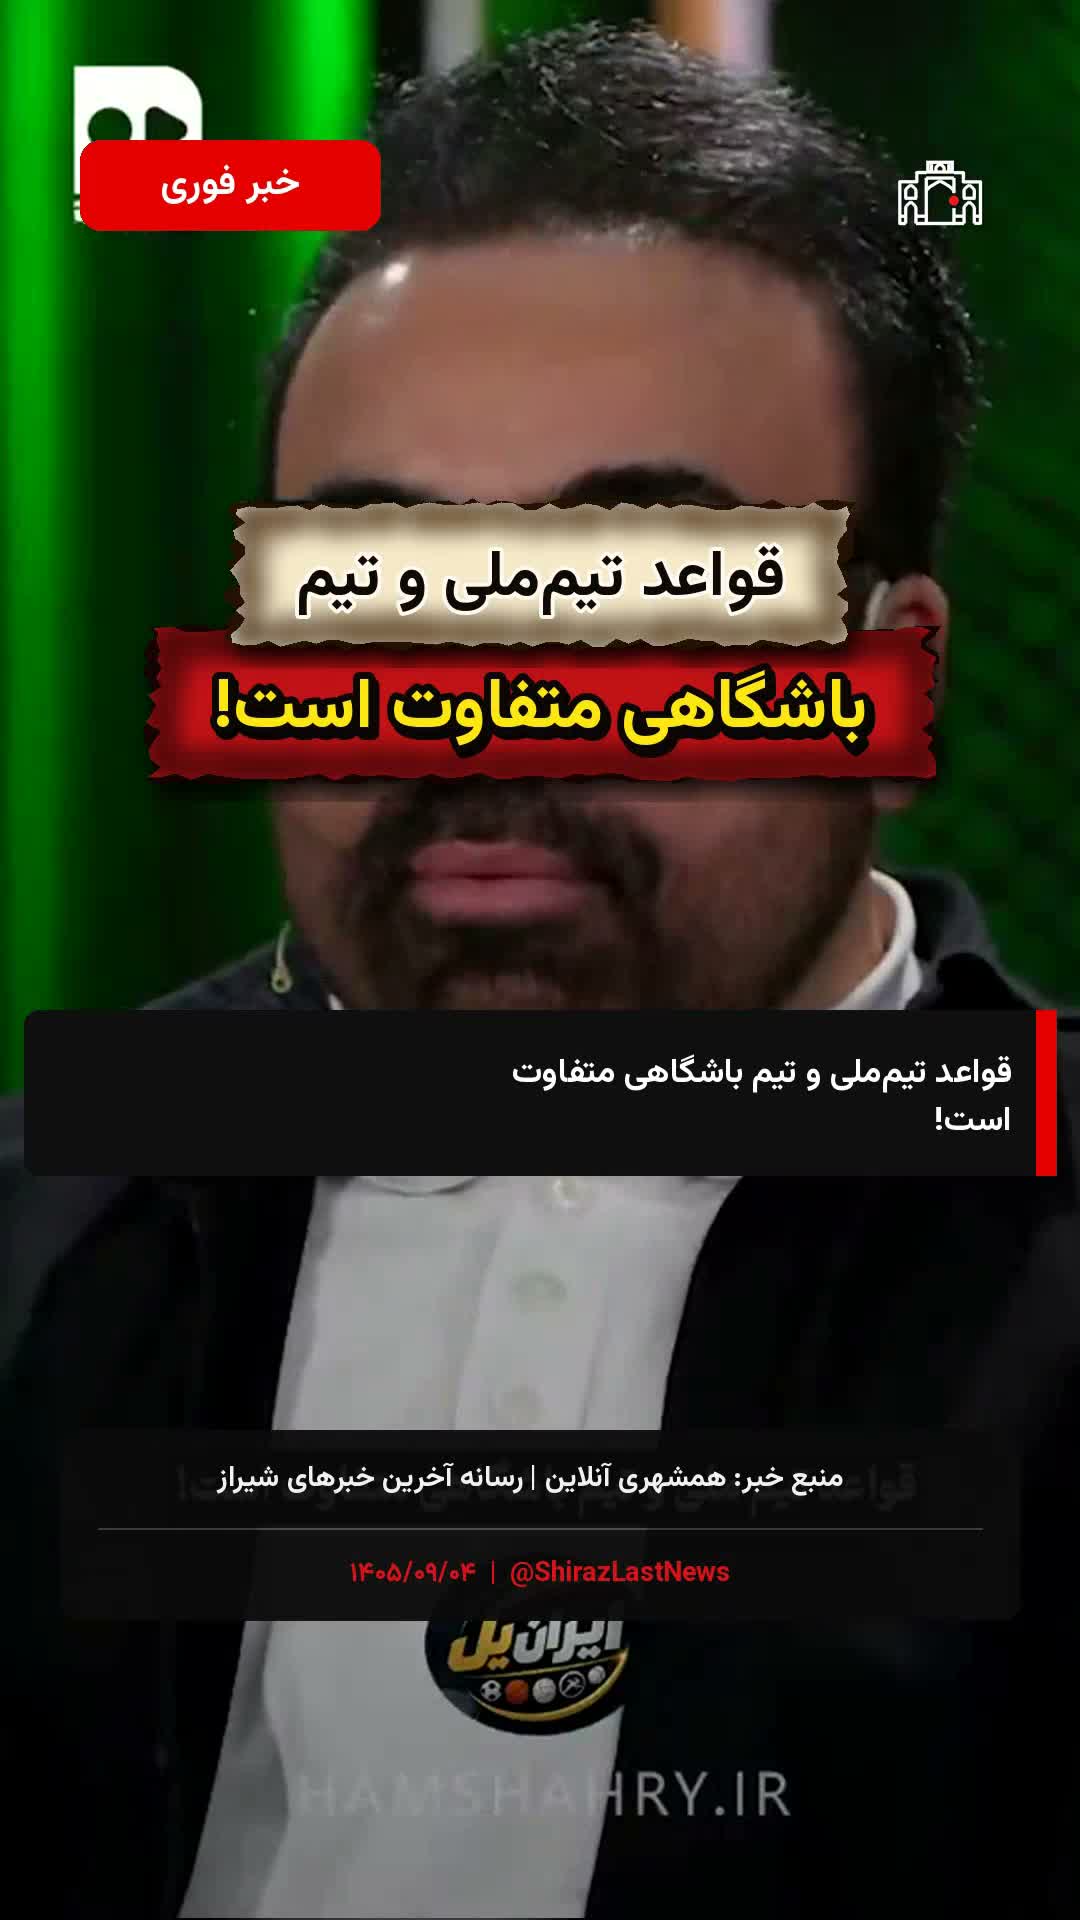 خبر فوری
قواعد تیم‌ملی و تیم
باشگاهی متفاوت است!
قواعد تیم‌ملی و تیم باشگاهی متفاوت
است!
منبع خبر: همشهری آنلاین | رسانه آخرین خبرهای شیراز
۱۴۰۵/۰۹/۰۴ | @ShirazLastNews
ایران یل
HAMSHAHRY.IR